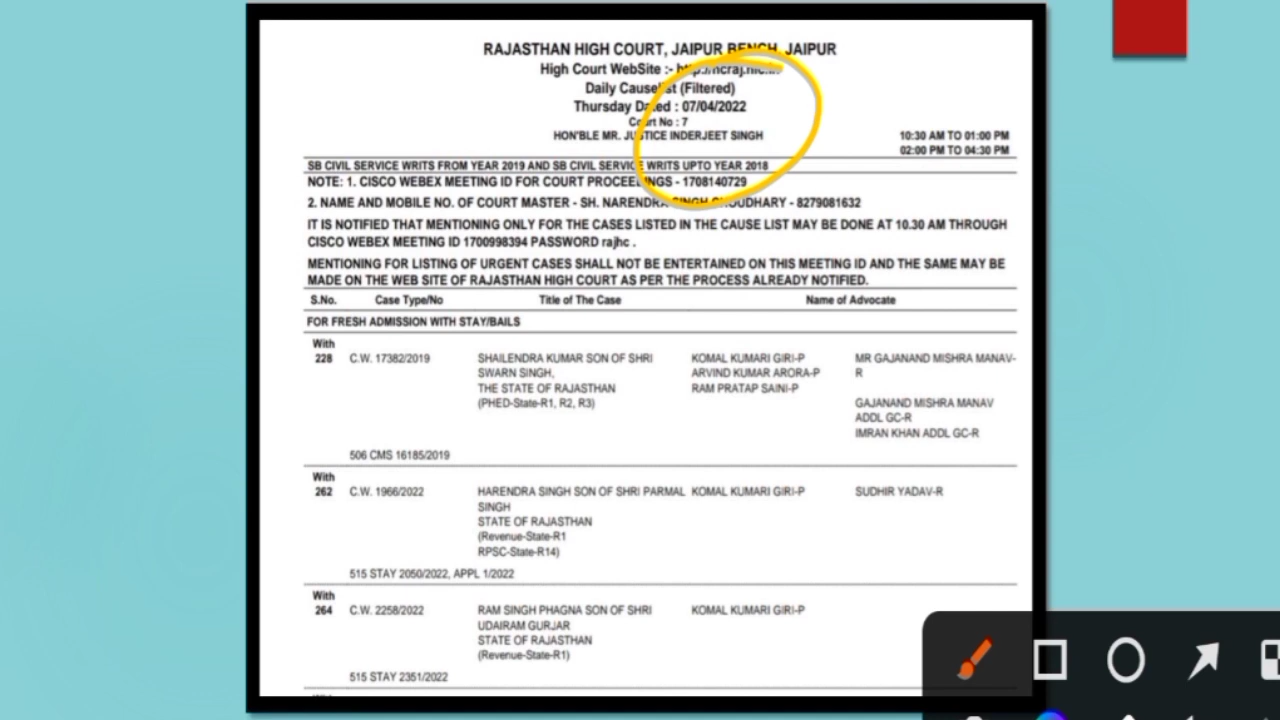 RAJASTHAN HIGH COURT, JAIPUR BENCH, JAIPUR
High Court WebSite :- http://hcraj.nic.in
Daily Causelist (Filtered)
Thursday Dated : 07/04/2022
Court No : 7
HON'BLE MR. JUSTICE INDERJEET SINGH 10:30 AM TO 01:00 PM
02:00 PM TO 04:30 PM
SB CIVIL SERVICE WRITS FROM YEAR 2019 AND SB CIVIL SERVICE WRITS UPTO YEAR 2018
NOTE: 1. CISCO WEBEX MEETING ID FOR COURT PROCEEDINGS - 1708140729
2. NAME AND MOBILE NO. OF COURT MASTER - SH. NARENDRA SINGH CHOUDHARY - 8279081632
IT IS NOTIFIED THAT MENTIONING ONLY FOR THE CASES LISTED IN THE CAUSE LIST MAY BE DONE AT 10.30 AM THROUGH
CISCO WEBEX MEETING ID 1700998394 PASSWORD rajhc .
MENTIONING FOR LISTING OF URGENT CASES SHALL NOT BE ENTERTAINED ON THIS MEETING ID AND THE SAME MAY BE
MADE ON THE WEB SITE OF RAJASTHAN HIGH COURT AS PER THE PROCESS ALREADY NOTIFIED.
S.No. Case Type/No Title of The Case Name of Advocate
FOR FRESH ADMISSION WITH STAY/BAILS
With
228 C.W. 17382/2019 SHAILENDRA KUMAR SON OF SHRI KOMAL KUMARI GIRI-P MR GAJANAND MISHRA MANAV-
SWARN SINGH, ARVIND KUMAR ARORA-P R
THE STATE OF RAJASTHAN RAM PRATAP SAINI-P
(PHED-State-R1, R2, R3) GAJANAND MISHRA MANAV
ADDL GC-R
IMRAN KHAN ADDL GC-R
506 CMS 16185/2019
With
262 C.W. 1966/2022 HARENDRA SINGH SON OF SHRI PARMAL KOMAL KUMARI GIRI-P SUDHIR YADAV-R
SINGH
STATE OF RAJASTHAN
(Revenue-State-R1
RPSC-State-R14)
515 STAY 2050/2022, APPL 1/2022
With
264 C.W. 2258/2022 RAM SINGH PHAGNA SON OF SHRI KOMAL KUMARI GIRI-P
UDAIRAM GURJAR
STATE OF RAJASTHAN
(Revenue-State-R1)
515 STAY 2351/2022